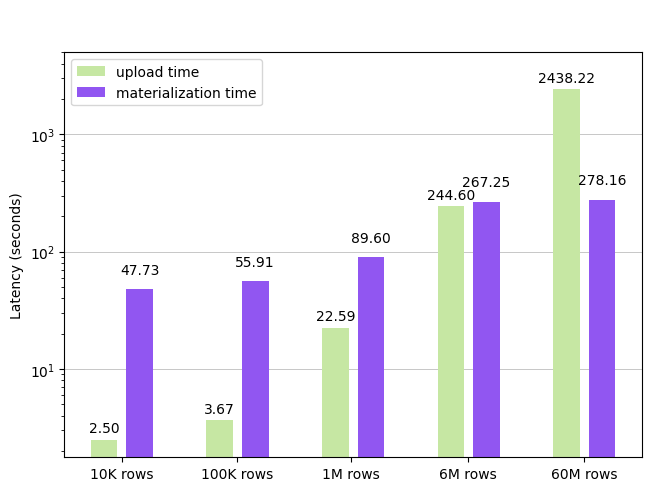 upload time
materialization time
Latency (seconds)
10³
10²
10¹
2.50
47.73
3.67
55.91
22.59
89.60
244.60
267.25
2438.22
278.16
10K rows
100K rows
1M rows
6M rows
60M rows